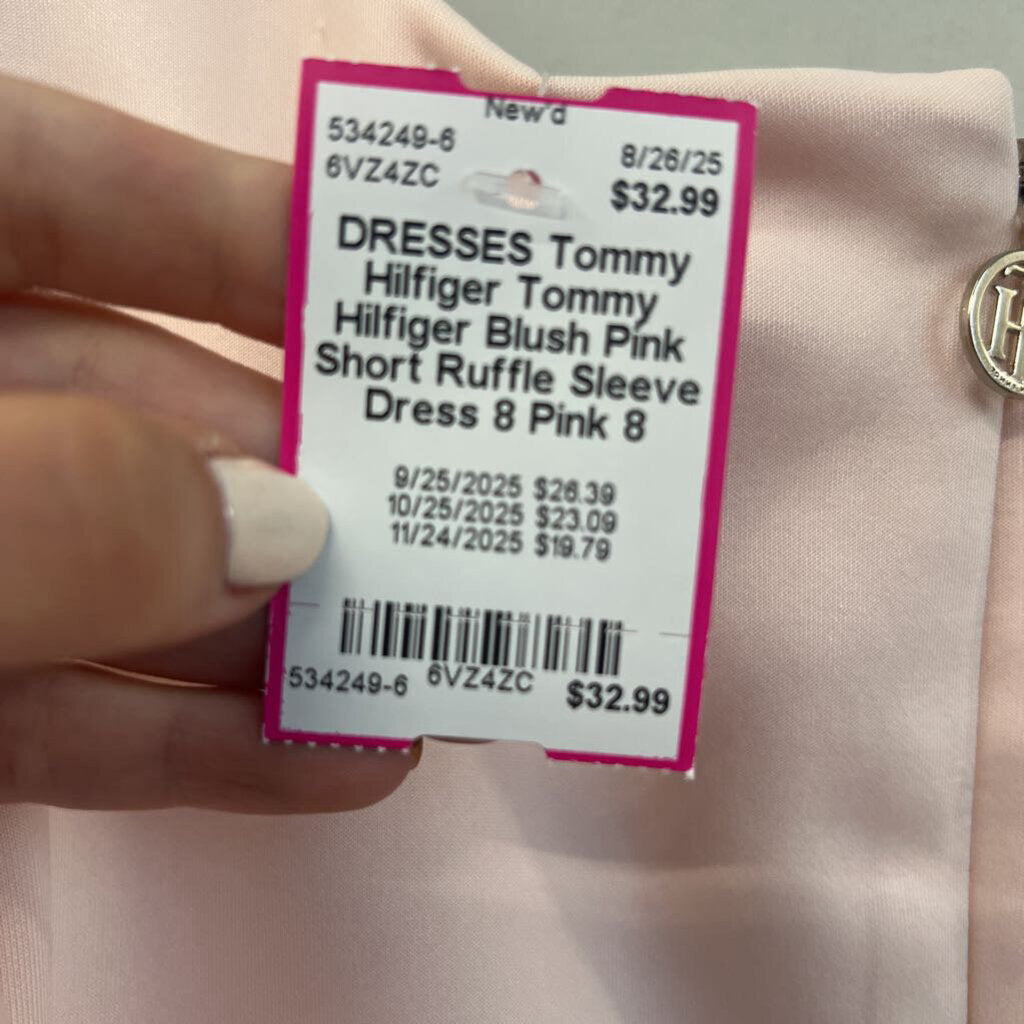 New'd
534249-6
8/26/25
6VZ4ZC
$32.99
DRESSES Tommy
Hilfiger Tommy
Hilfiger Blush Pink
Short Ruffle Sleeve
Dress 8 Pink 8
9/25/2025 $26.39
10/25/2025 $23.09
11/24/2025 $19.79
534249-6 6VZ4ZC $32.99